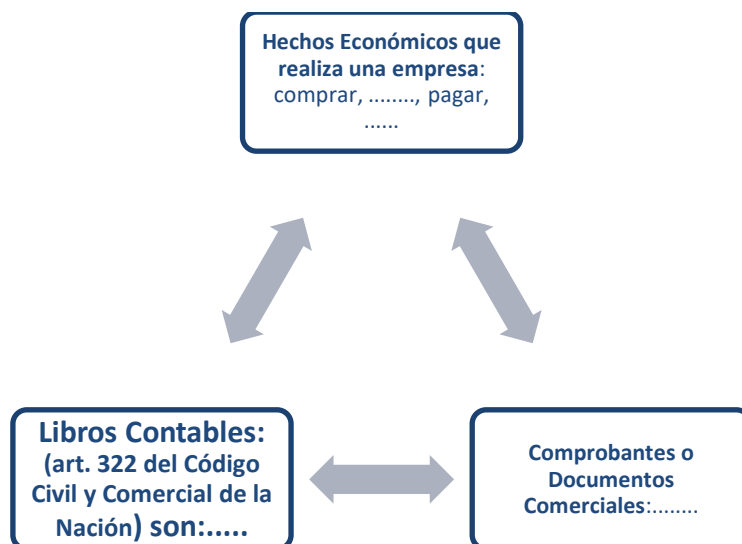 Hechos Económicos que
realiza una empresa:
comprar, ........, pagar,
......
Libros Contables:
(art. 322 del Código
Civil y Comercial de la
Nación) son:.....
Comprobantes o
Documentos
Comerciales:........